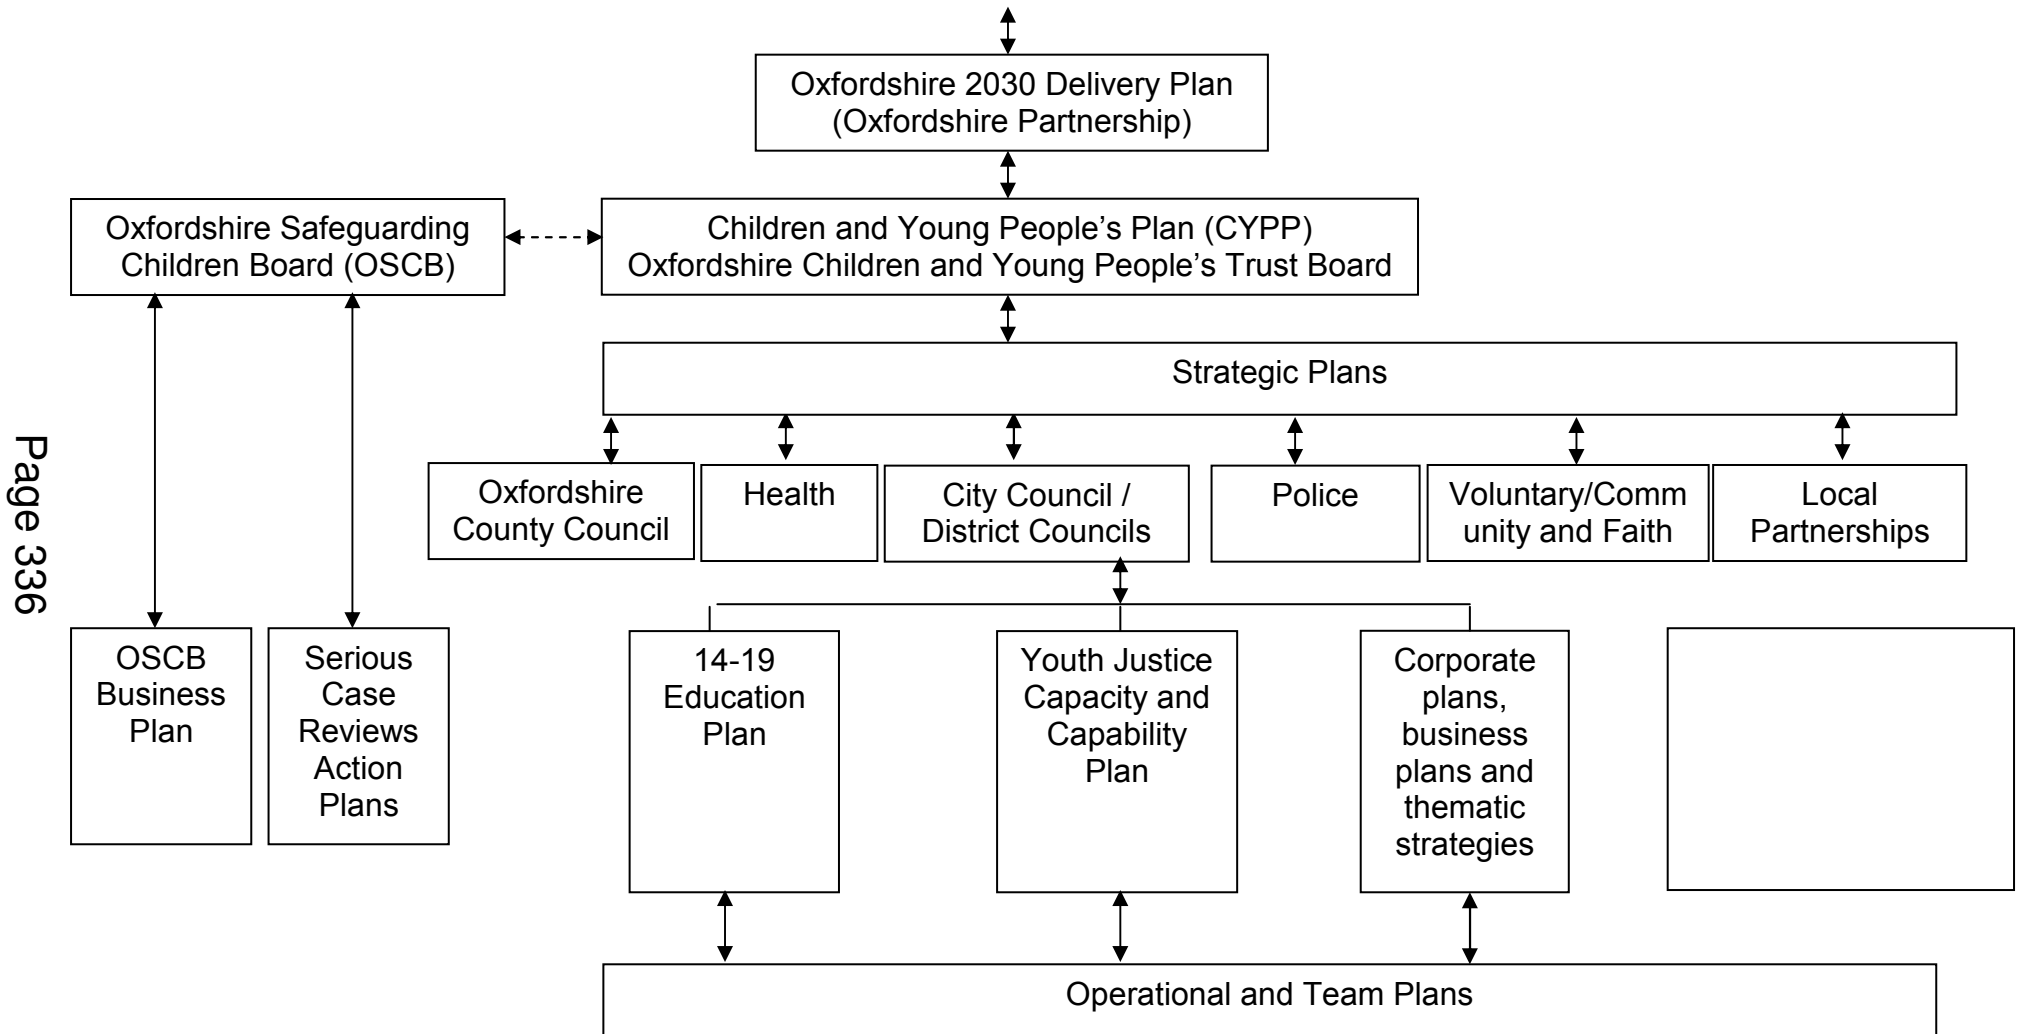 Oxfordshire 2030 Delivery Plan
(Oxfordshire Partnership)
Oxfordshire Safeguarding
Children Board (OSCB)
Children and Young People’s Plan (CYPP)
Oxfordshire Children and Young People’s Trust Board
Strategic Plans
Oxfordshire
County Council
Health
City Council /
District Councils
Police
Voluntary/Comm
unity and Faith
Local
Partnerships
Page 336
OSCB
Business
Plan
Serious
Case
Reviews
Action
Plans
14-19
Education
Plan
Youth Justice
Capacity and
Capability
Plan
Corporate
plans,
business
plans and
thematic
strategies
Operational and Team Plans